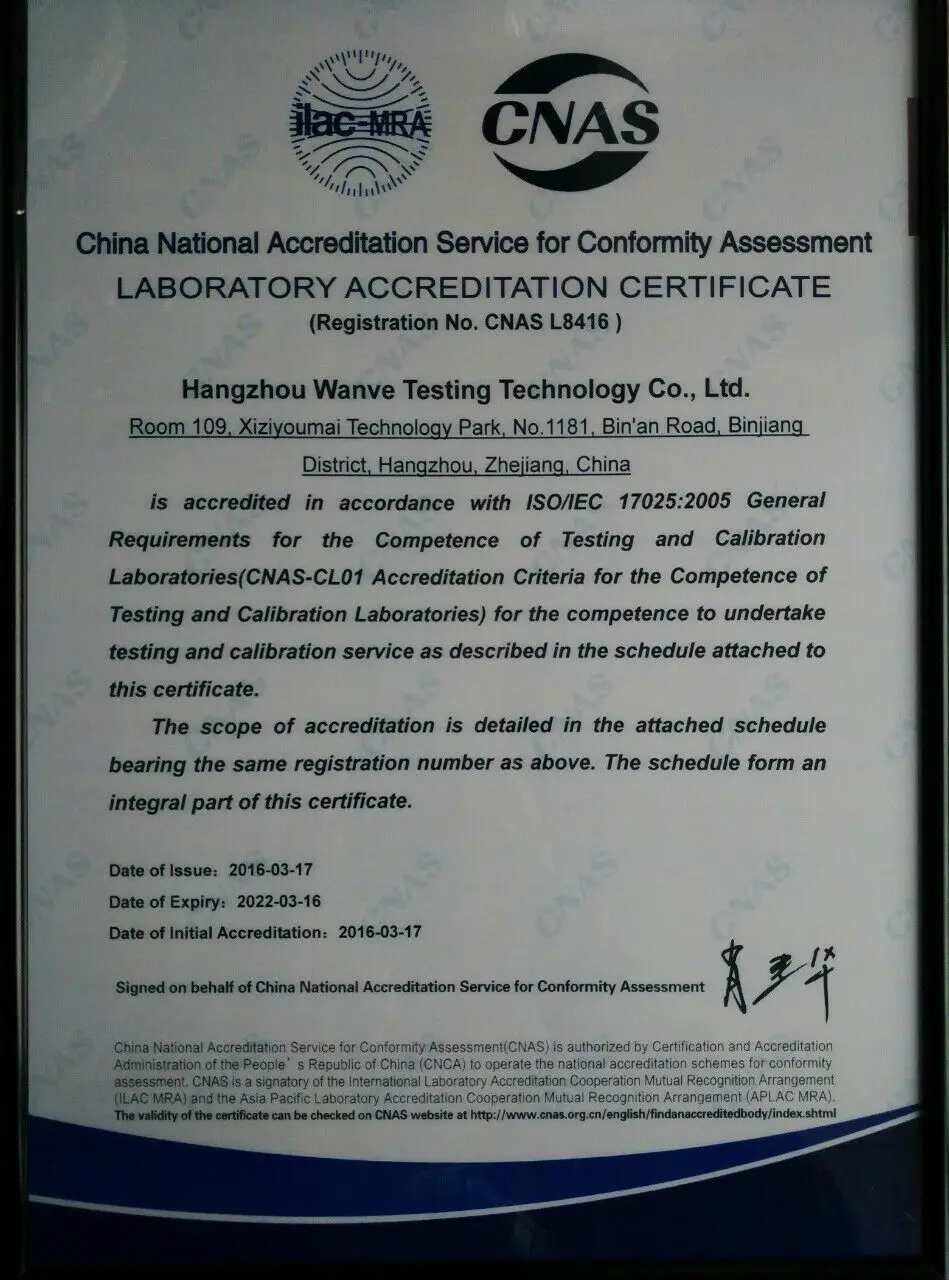 ilac-MRA
CNAS
China National Accreditation Service for Conformity Assessment
LABORATORY ACCREDITATION CERTIFICATE
(Registration No. CNAS L8416 )
Hangzhou Wanve Testing Technology Co., Ltd.
Room 109, Xiziyoumai Technology Park, No.1181, Bin'an Road, Binjiang
District, Hangzhou, Zhejiang, China
is accredited in accordance with ISO/IEC 17025:2005 General
Requirements for the Competence of Testing and Calibration
Laboratories(CNAS-CL01 Accreditation Criteria for the Competence of
Testing and Calibration Laboratories) for the competence to undertake
testing and calibration service as described in the schedule attached to
this certificate.
The scope of accreditation is detailed in the attached schedule
bearing the same registration number as above. The schedule form an
integral part of this certificate.
Date of Issue：2016-03-17
Date of Expiry：2022-03-16
Date of Initial Accreditation：2016-03-17
Signed on behalf of China National Accreditation Service for Conformity Assessment
China National Accreditation Service for Conformity Assessment(CNAS) is authorized by Certification and Accreditation
Administration of the People’s Republic of China (CNCA) to operate the national accreditation schemes for conformity
assessment. CNAS is a signatory of the International Laboratory Accreditation Cooperation Mutual Recognition Arrangement
(ILAC MRA) and the Asia Pacific Laboratory Accreditation Cooperation Mutual Recognition Arrangement (APLAC MRA).
The validity of the certificate can be checked on CNAS website at http://www.cnas.org.cn/english/findanaccreditedbody/index.shtml